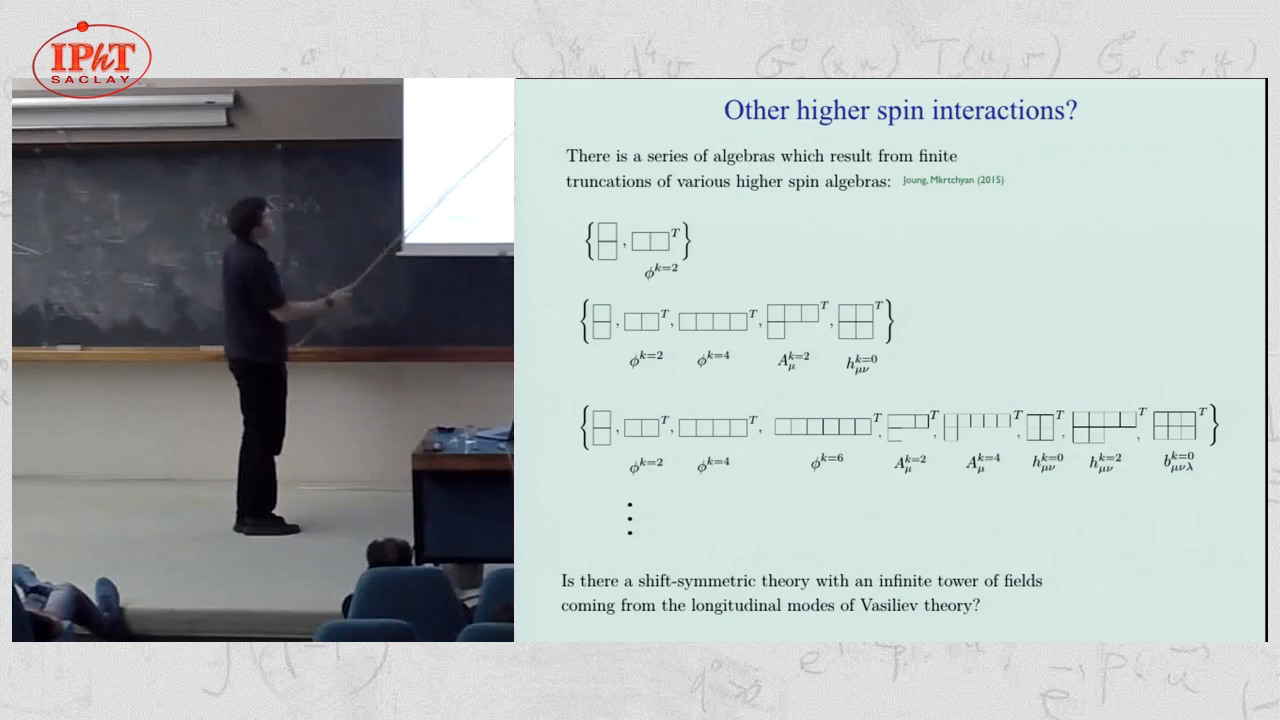 IPhT
SACLAY
Other higher spin interactions?
There is a series of algebras which result from finite
truncations of various higher spin algebras: Joung, Mkrtchyan (2015)
{ , T}
ϕ^{k=2}
{ , T, T, T, T}
ϕ^{k=2} ϕ^{k=4} A_μ^{k=2} h_{μν}^{k=0}
{ , T, T, T, T, T, T, T, T}
ϕ^{k=2} ϕ^{k=4} ϕ^{k=6} A_μ^{k=2} A_μ^{k=4} h_{μν}^{k=0} h_{μν}^{k=2} b_{μνλ}^{k=0}
⋮
Is there a shift-symmetric theory with an infinite tower of fields
coming from the longitudinal modes of Vasiliev theory?